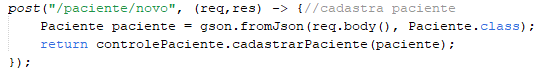 post("/paciente/novo", (req,res) -> {//cadastra paciente
Paciente paciente = gson.fromJson(req.body(), Paciente.class);
return controlePaciente.cadastrarPaciente(paciente);
});